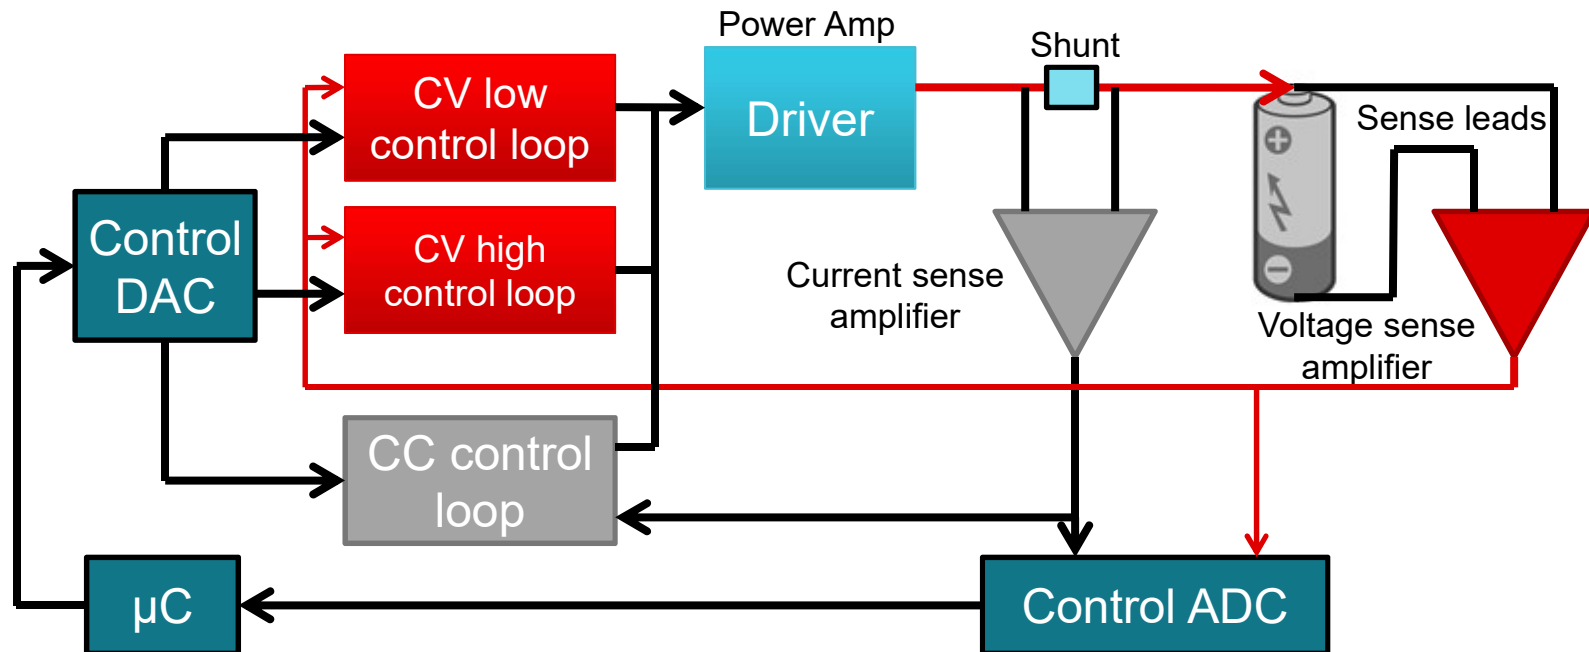 Power Amp
Shunt
CV low
control loop
Driver
Sense leads
Control
DAC
CV high
control loop
Current sense
amplifier
Voltage sense
amplifier
CC control
loop
µC
Control ADC